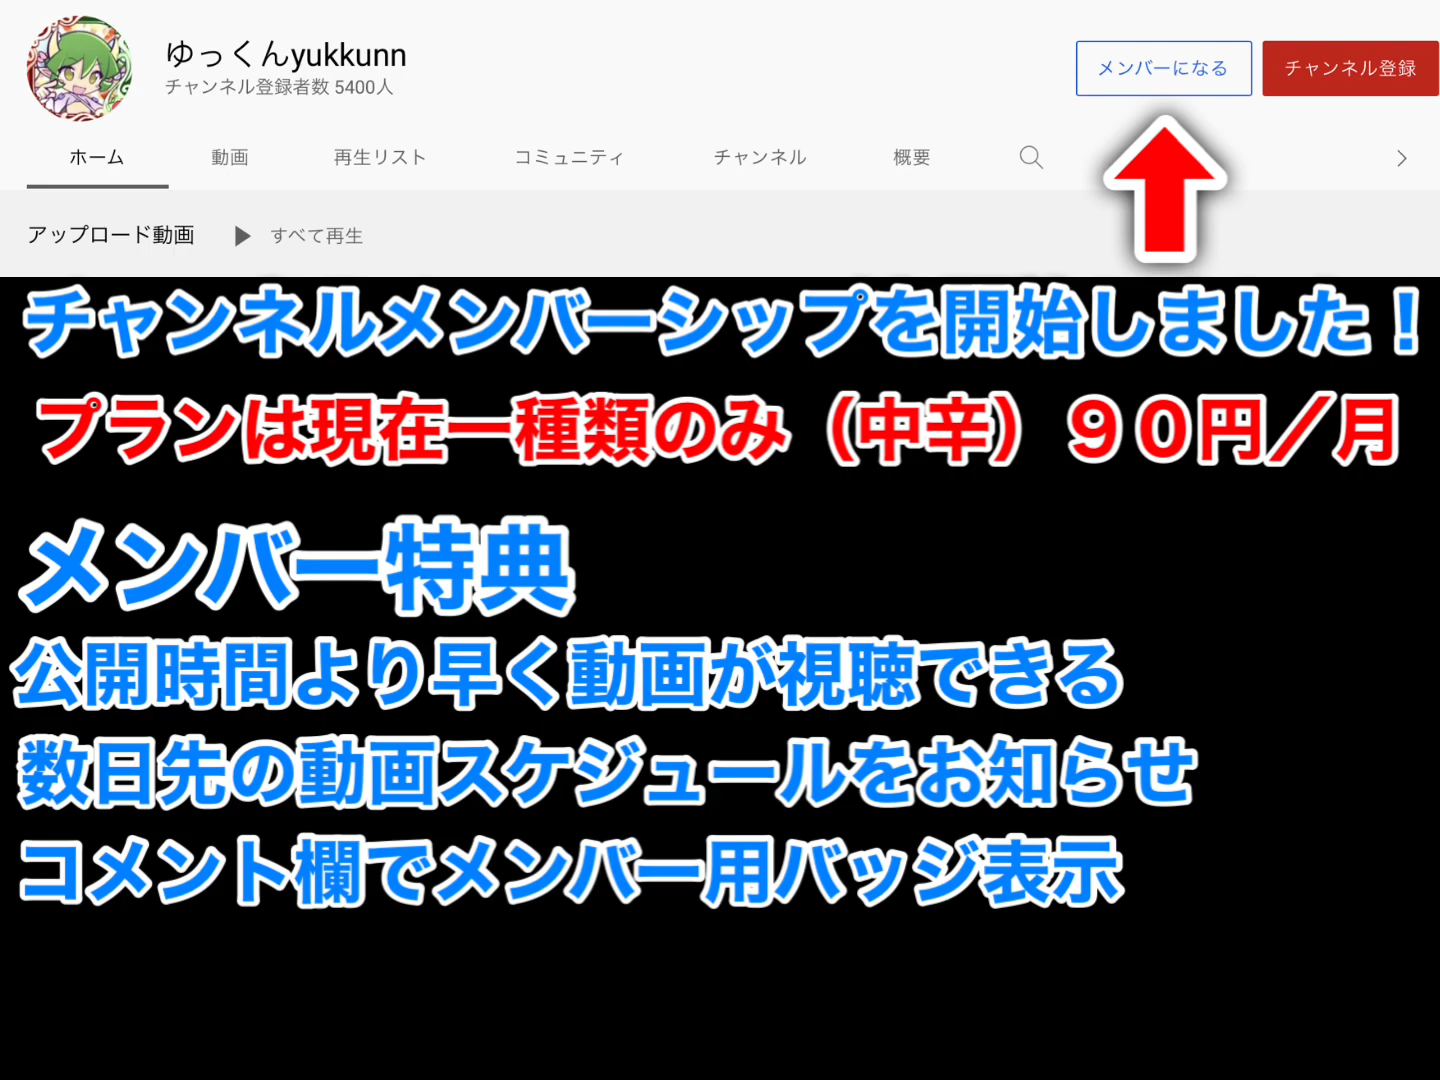 ゆっくんyukkunn
チャンネル登録者数 5400人
メンバーになる
チャンネル登録
ホーム 動画 再生リスト コミュニティ チャンネル 概要
アップロード動画 すべて再生
チャンネルメンバーシップを開始しました！
プランは現在一種類のみ（中辛）９０円／月
メンバー特典
公開時間より早く動画が視聴できる
数日先の動画スケジュールをお知らせ
コメント欄でメンバー用バッジ表示